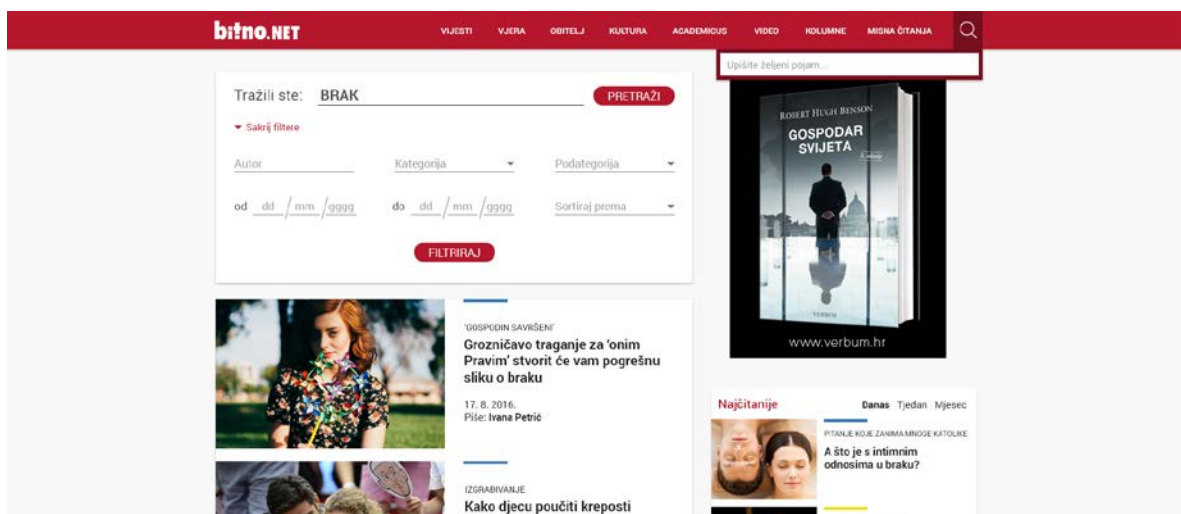 bitno.NET
VIJESTI VJERA OBITELJ KULTURA ACADEMICUS VIDEO KOLUMNE MISNA ČITANJA
Upišite željeni pojam...
Tražili ste: BRAK PRETRAŽI
Sakrij filtere
Autor Kategorija Podategorija
od dd / mm / gggg do dd / mm / gggg Sortiraj prema
FILTRIRAJ
ROBERT HUGH BENSON
GOSPODAR
SVIJETA
VERBUM
www.verbum.hr
'GOSPODIN SAVRŠENI'
Grozničavo traganje za 'onim
Pravim' stvorit će vam pogrešnu
sliku o braku
17. 8. 2016.
Piše: Ivana Petrić
IZGRAĐIVANJE
Kako djecu poučiti kreposti
Najčitanije Danas Tjedan Mjesec
PITANJE KOJE ZANIMA MNOGE KATOLIKE
A što je s intimnim
odnosima u braku?